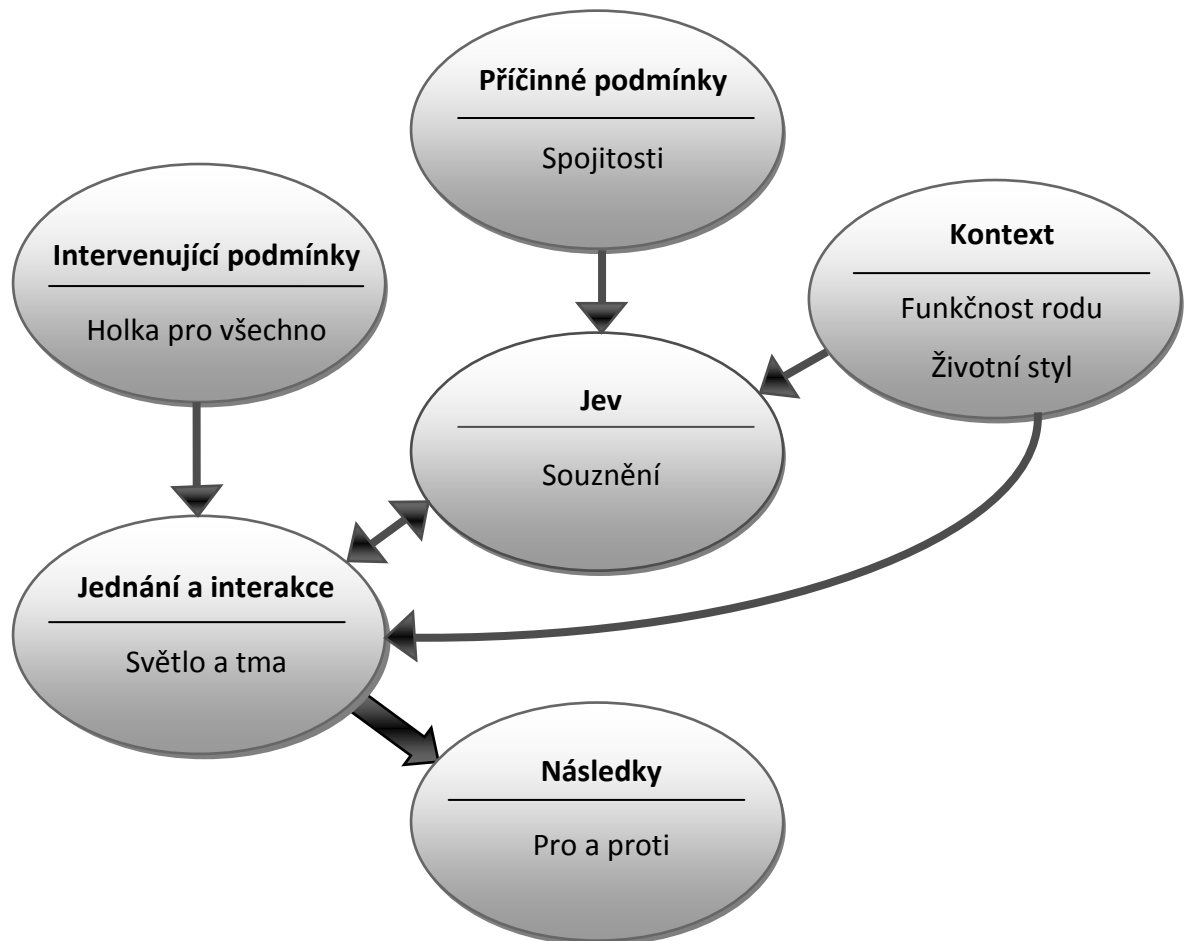 Příčinné podmínky
Spojitosti
Intervenující podmínky
Holka pro všechno
Kontext
Funkčnost rodu
Životní styl
Jev
Souznění
Jednání a interakce
Světlo a tma
Následky
Pro a proti